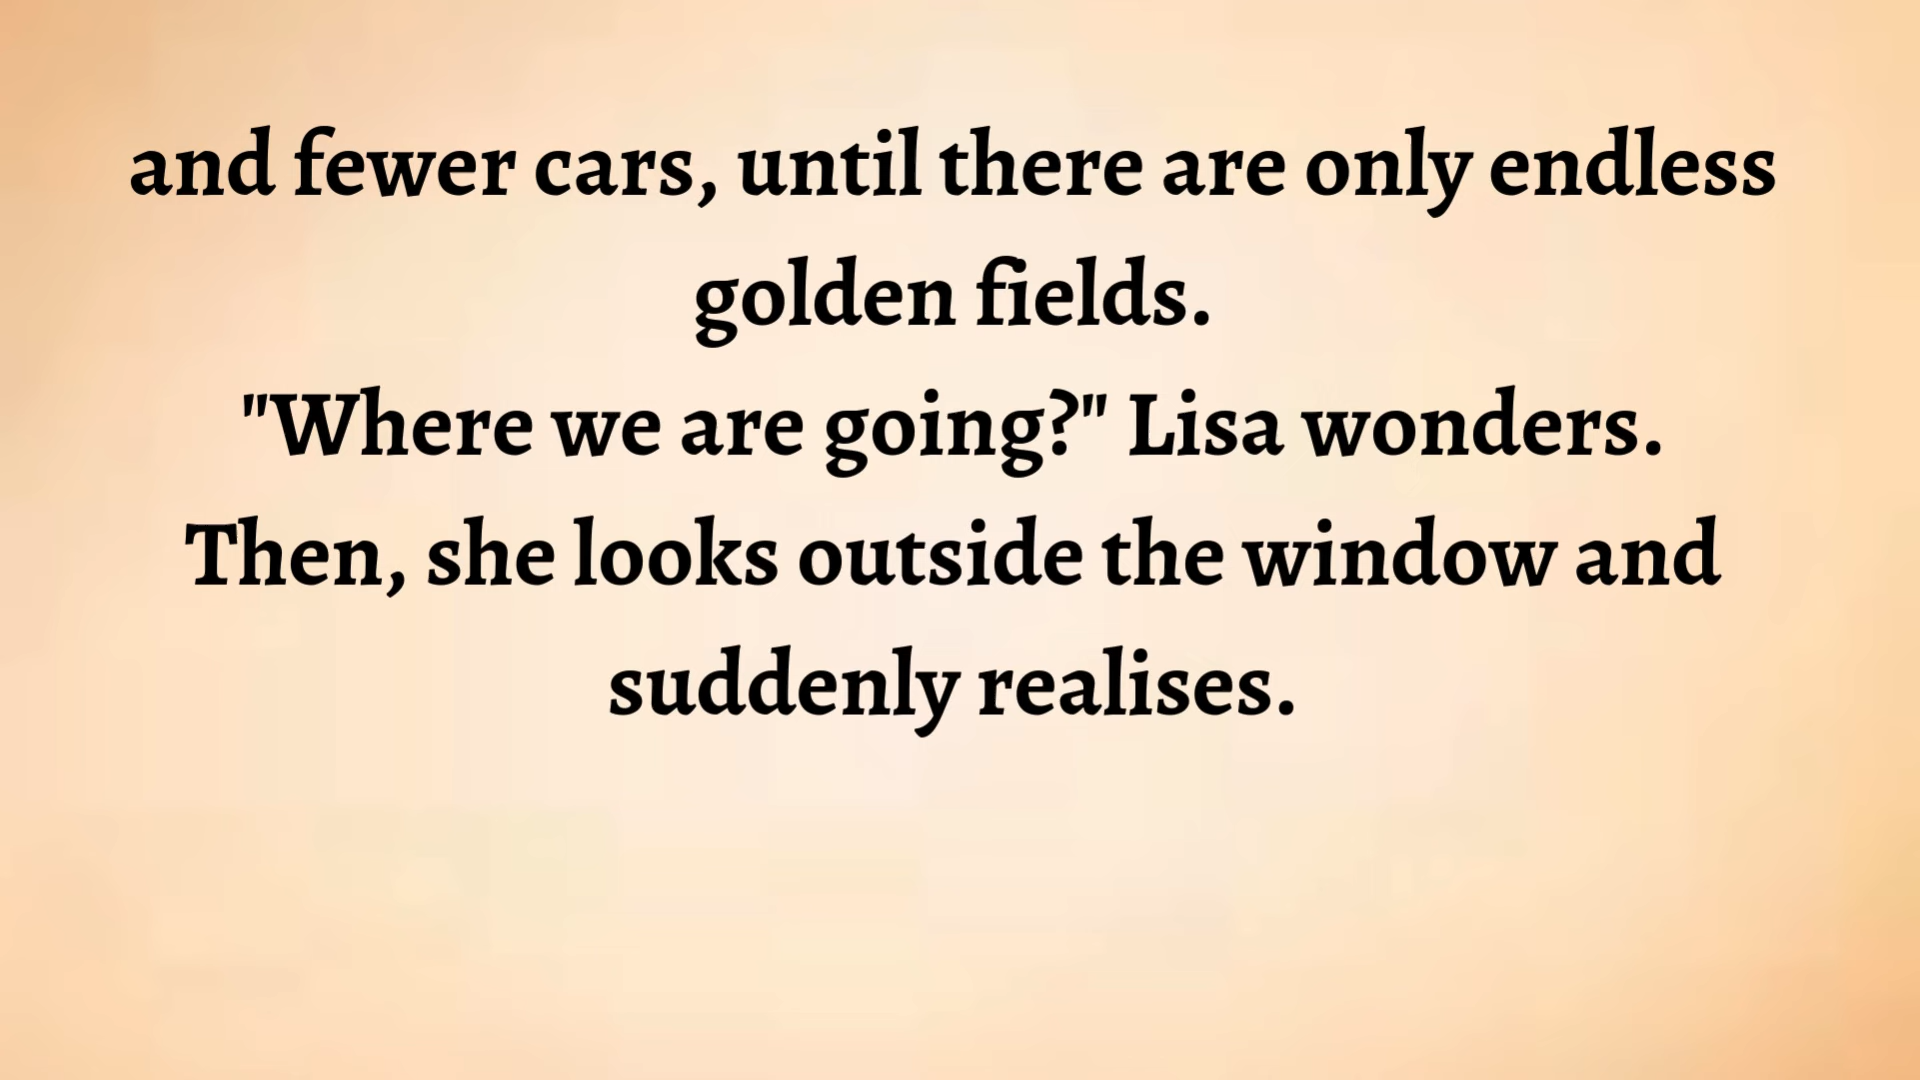 and fewer cars, until there are only endless
golden fields.
"Where we are going?" Lisa wonders.
Then, she looks outside the window and
suddenly realises.